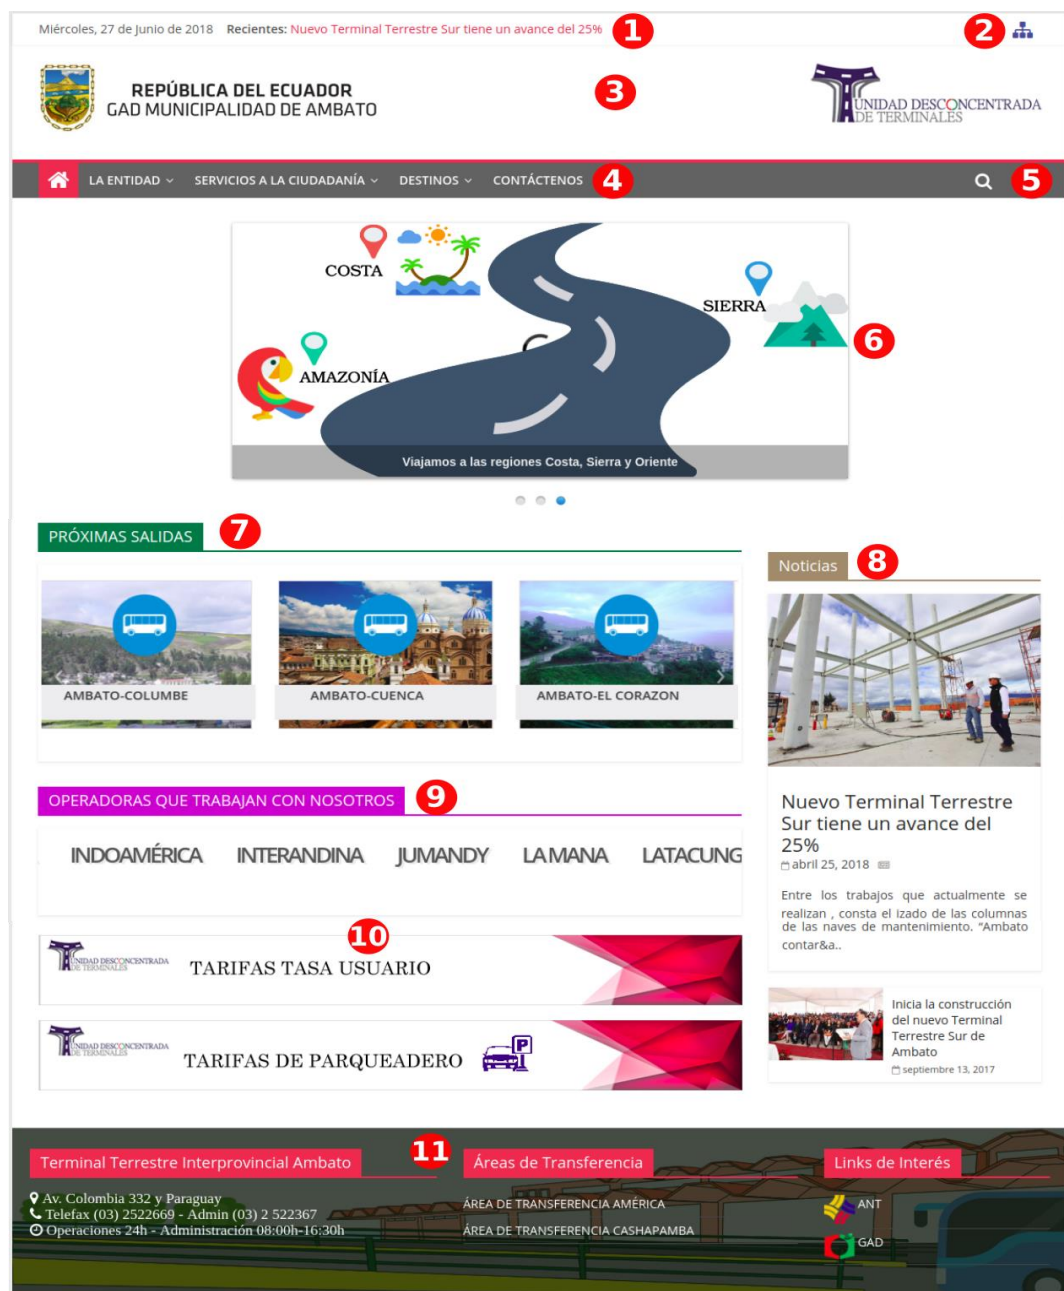 Miércoles, 27 de Junio de 2018 Recientes: Nuevo Terminal Terrestre Sur tiene un avance del 25% 1 2
REPÚBLICA DEL ECUADOR
GAD MUNICIPALIDAD DE AMBATO
3
UNIDAD DESCONCENTRADA
DE TERMINALES
LA ENTIDAD SERVICIOS A LA CIUDADANÍA DESTINOS CONTÁCTENOS 4 5
COSTA
SIERRA
6
AMAZONÍA
Viajamos a las regiones Costa, Sierra y Oriente
PRÓXIMAS SALIDAS 7
AMBATO-COLUMBE AMBATO-CUENCA AMBATO-EL CORAZON
Noticias 8
Nuevo Terminal Terrestre
Sur tiene un avance del
25%
abril 25, 2018
Entre los trabajos que actualmente se
realizan , consta el izado de las columnas
de las naves de mantenimiento. “Ambato
contar&a..
Inicia la construcción
del nuevo Terminal
Terrestre Sur de
Ambato
septiembre 13, 2017
OPERADORAS QUE TRABAJAN CON NOSOTROS 9
INDOAMÉRICA INTERANDINA JUMANDY LA MANA LATACUNG
10
UNIDAD DESCONCENTRADA
DE TERMINALES
TARIFAS TASA USUARIO
UNIDAD DESCONCENTRADA
DE TERMINALES
TARIFAS DE PARQUEADERO P
11
Terminal Terrestre Interprovincial Ambato
Av. Colombia 332 y Paraguay
Telefax (03) 2522669 - Admin (03) 2 522367
Operaciones 24h - Administración 08:00h-16:30h
Áreas de Transferencia
ÁREA DE TRANSFERENCIA AMÉRICA
ÁREA DE TRANSFERENCIA CASHAPAMBA
Links de Interés
ANT
GAD